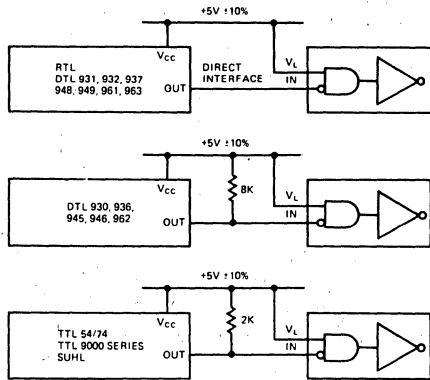 +5V ±10%
VCC
RTL
DTL 931, 932, 937
948, 949, 961, 963
OUT
DIRECT
INTERFACE
VL
IN
+5V ±10%
VCC
DTL 930, 936,
945, 946, 962
OUT
8K
VL
IN
+5V ±10%
VCC
TTL 54/74
TTL 9000 SERIES
SUHL
OUT
2K
VL
IN